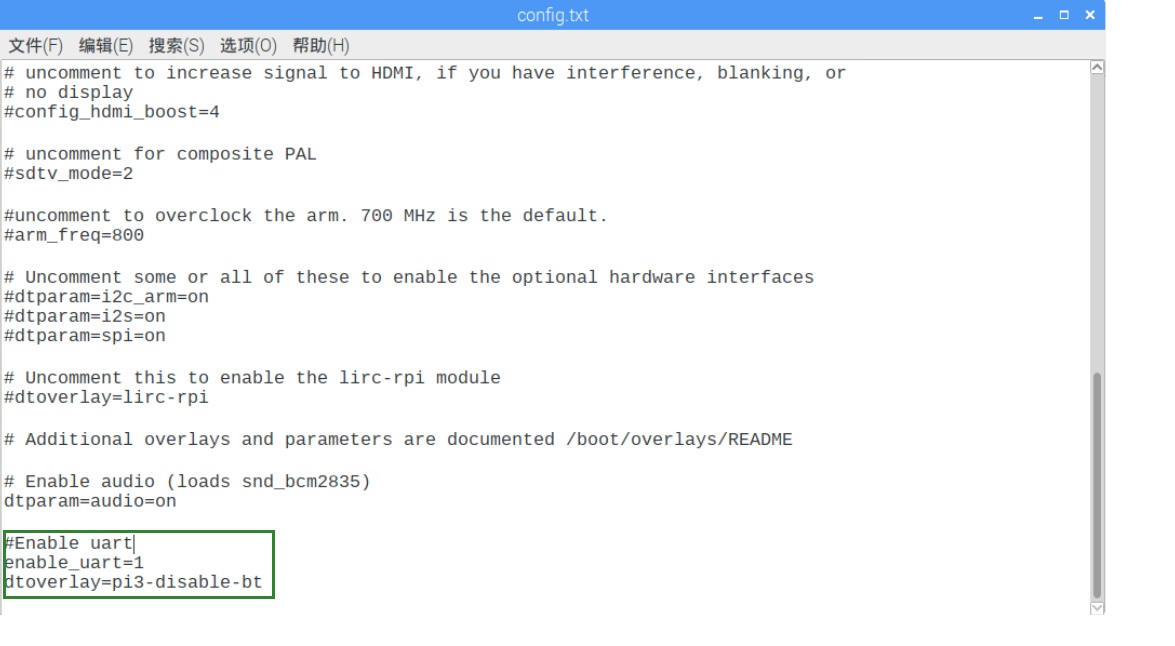 config.txt
文件(F) 编辑(E) 搜索(S) 选项(O) 帮助(H)
# uncomment to increase signal to HDMI, if you have interference, blanking, or
# no display
#config_hdmi_boost=4
# uncomment for composite PAL
#sdtv_mode=2
#uncomment to overclock the arm. 700 MHz is the default.
#arm_freq=800
# Uncomment some or all of these to enable the optional hardware interfaces
#dtparam=i2c_arm=on
#dtparam=i2s=on
#dtparam=spi=on
# Uncomment this to enable the lirc-rpi module
#dtoverlay=lirc-rpi
# Additional overlays and parameters are documented /boot/overlays/README
# Enable audio (loads snd_bcm2835)
dtparam=audio=on
#Enable uart
enable_uart=1
dtoverlay=pi3-disable-bt